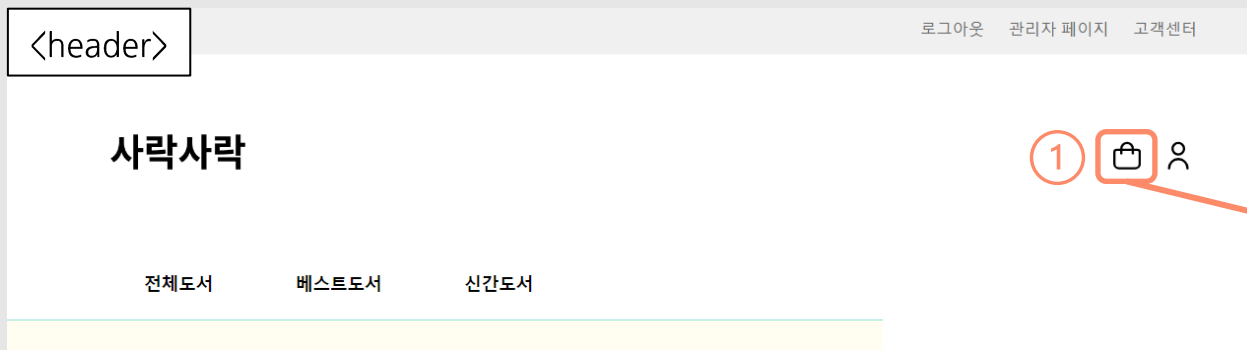 <header>
로그아웃 관리자 페이지 고객센터
사락사락
1
전체도서 베스트도서 신간도서